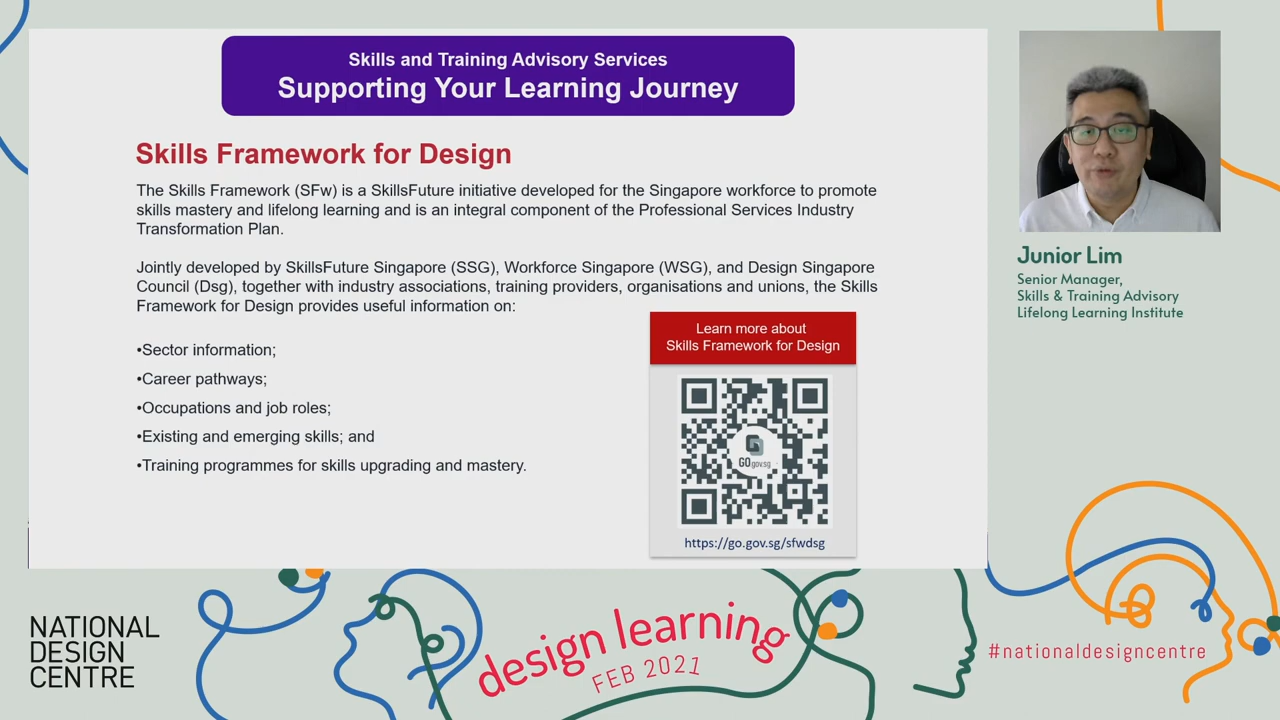 Skills and Training Advisory Services
Supporting Your Learning Journey
Skills Framework for Design
The Skills Framework (SFw) is a SkillsFuture initiative developed for the Singapore workforce to promote
skills mastery and lifelong learning and is an integral component of the Professional Services Industry
Transformation Plan.
Jointly developed by SkillsFuture Singapore (SSG), Workforce Singapore (WSG), and Design Singapore
Council (Dsg), together with industry associations, training providers, organisations and unions, the Skills
Framework for Design provides useful information on:
•Sector information;
•Career pathways;
•Occupations and job roles;
•Existing and emerging skills; and
•Training programmes for skills upgrading and mastery.
Learn more about
Skills Framework for Design
GOgov.sg
https://go.gov.sg/sfwdsg
Junior Lim
Senior Manager,
Skills & Training Advisory
Lifelong Learning Institute
NATIONAL
DESIGN
CENTRE
design learning
FEB 2021
#nationaldesigncentre